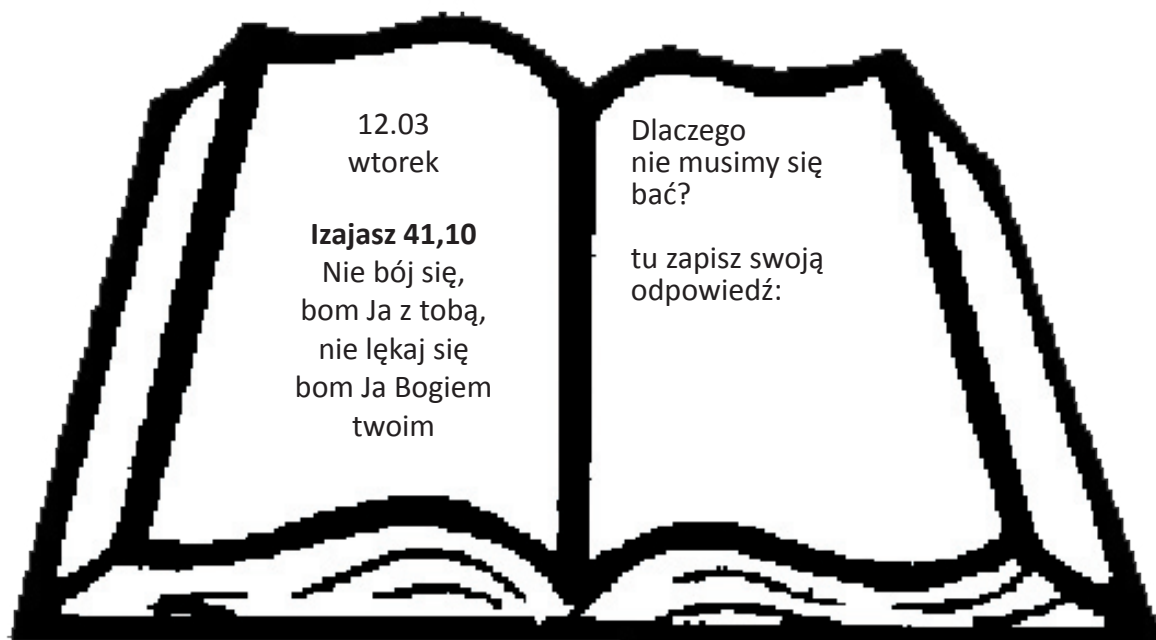 12.03
wtorek
Izajasz 41,10
Nie bój się,
bom Ja z tobą,
nie lękaj się
bom Ja Bogiem
twoim
Dlaczego
nie musimy się
bać?
tu zapisz swoją
odpowiedź: